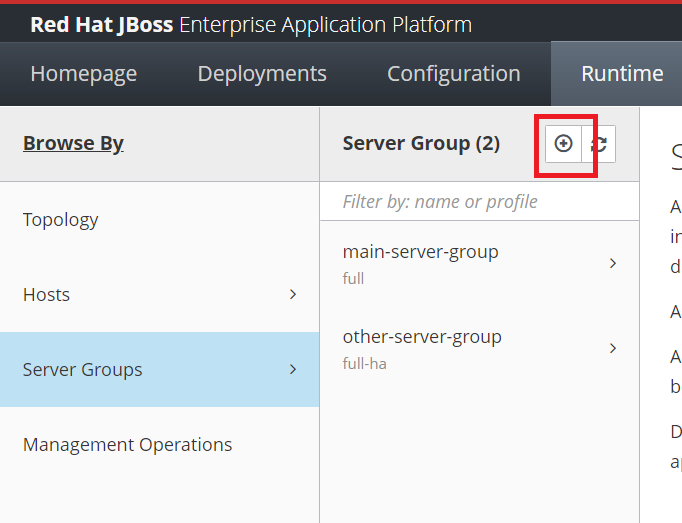 Red Hat JBoss Enterprise Application Platform
Homepage Deployments Configuration Runtime
Browse By
Topology
Hosts
Server Groups
Management Operations
Server Group (2)
Filter by: name or profile
main-server-group
full
other-server-group
full-ha